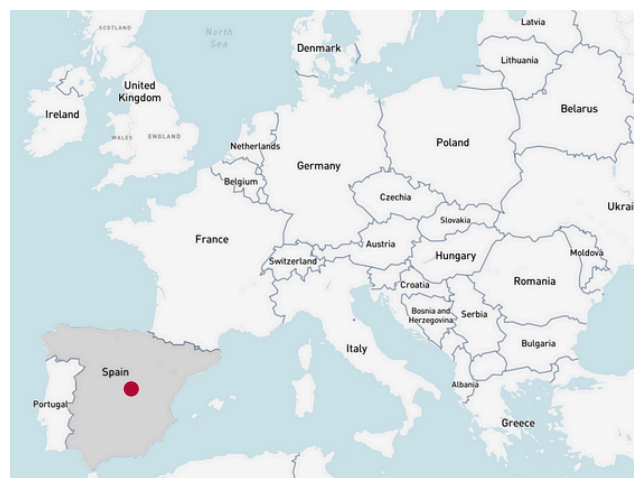 Latvia
SCOTLAND
North
Sea
Denmark
Lithuania
United
Kingdom
Belarus
Ireland
WALES
ENGLAND
Netherlands
Poland
Germany
Belgium
Czechia
Ukrai
Slovakia
France
Austria
Moldova
Switzerland
Hungary
Romania
Croatia
Bosnia and
Herzegovina
Serbia
Bulgaria
Italy
Spain
Albania
Portugal
Greece